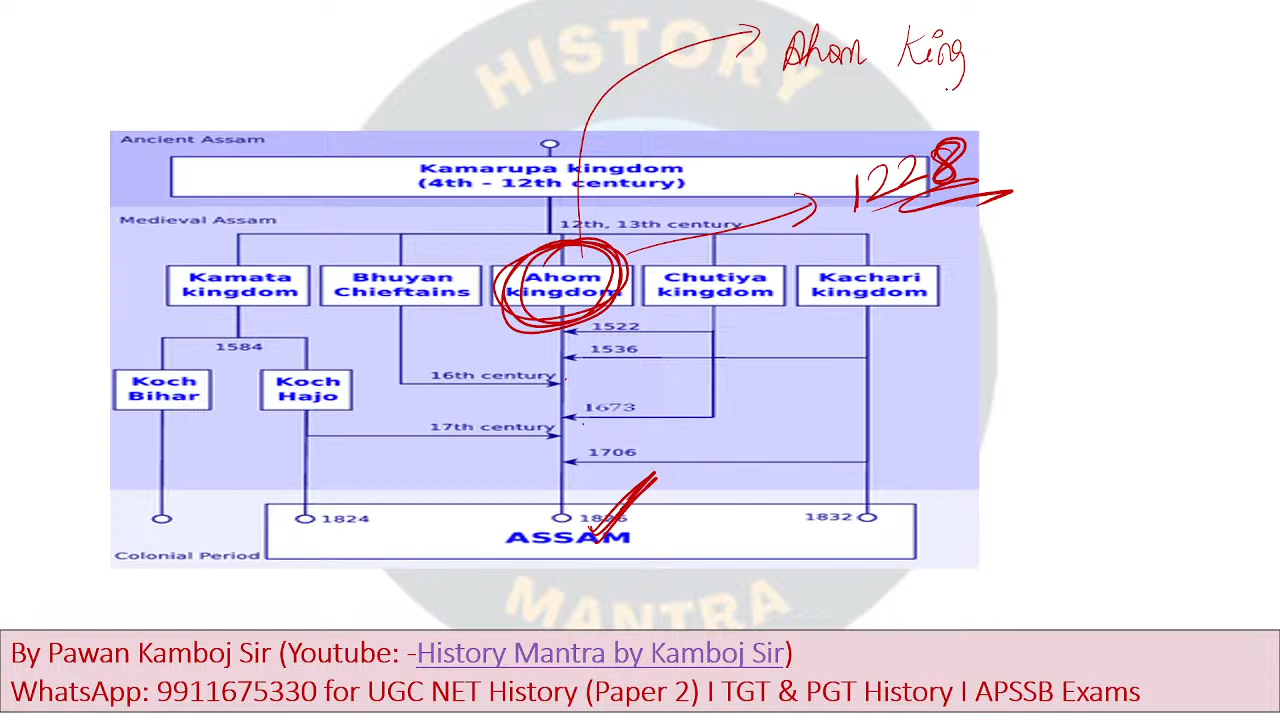 HISTORY
Ahom King
Ancient Assam
Kamarupa kingdom
(4th - 12th century)
1228
Medieval Assam
12th, 13th century
Kamata
kingdom
Bhuyan
Chieftains
Ahom
kingdom
Chutiya
kingdom
Kachari
kingdom
1522
1536
1584
Koch
Bihar
Koch
Hajo
16th century
1673
17th century
1706
1824
1832
ASSAM
Colonial Period
MANTRA
By Pawan Kamboj Sir (Youtube: -History Mantra by Kamboj Sir)
WhatsApp: 9911675330 for UGC NET History (Paper 2) I TGT & PGT History I APSSB Exams